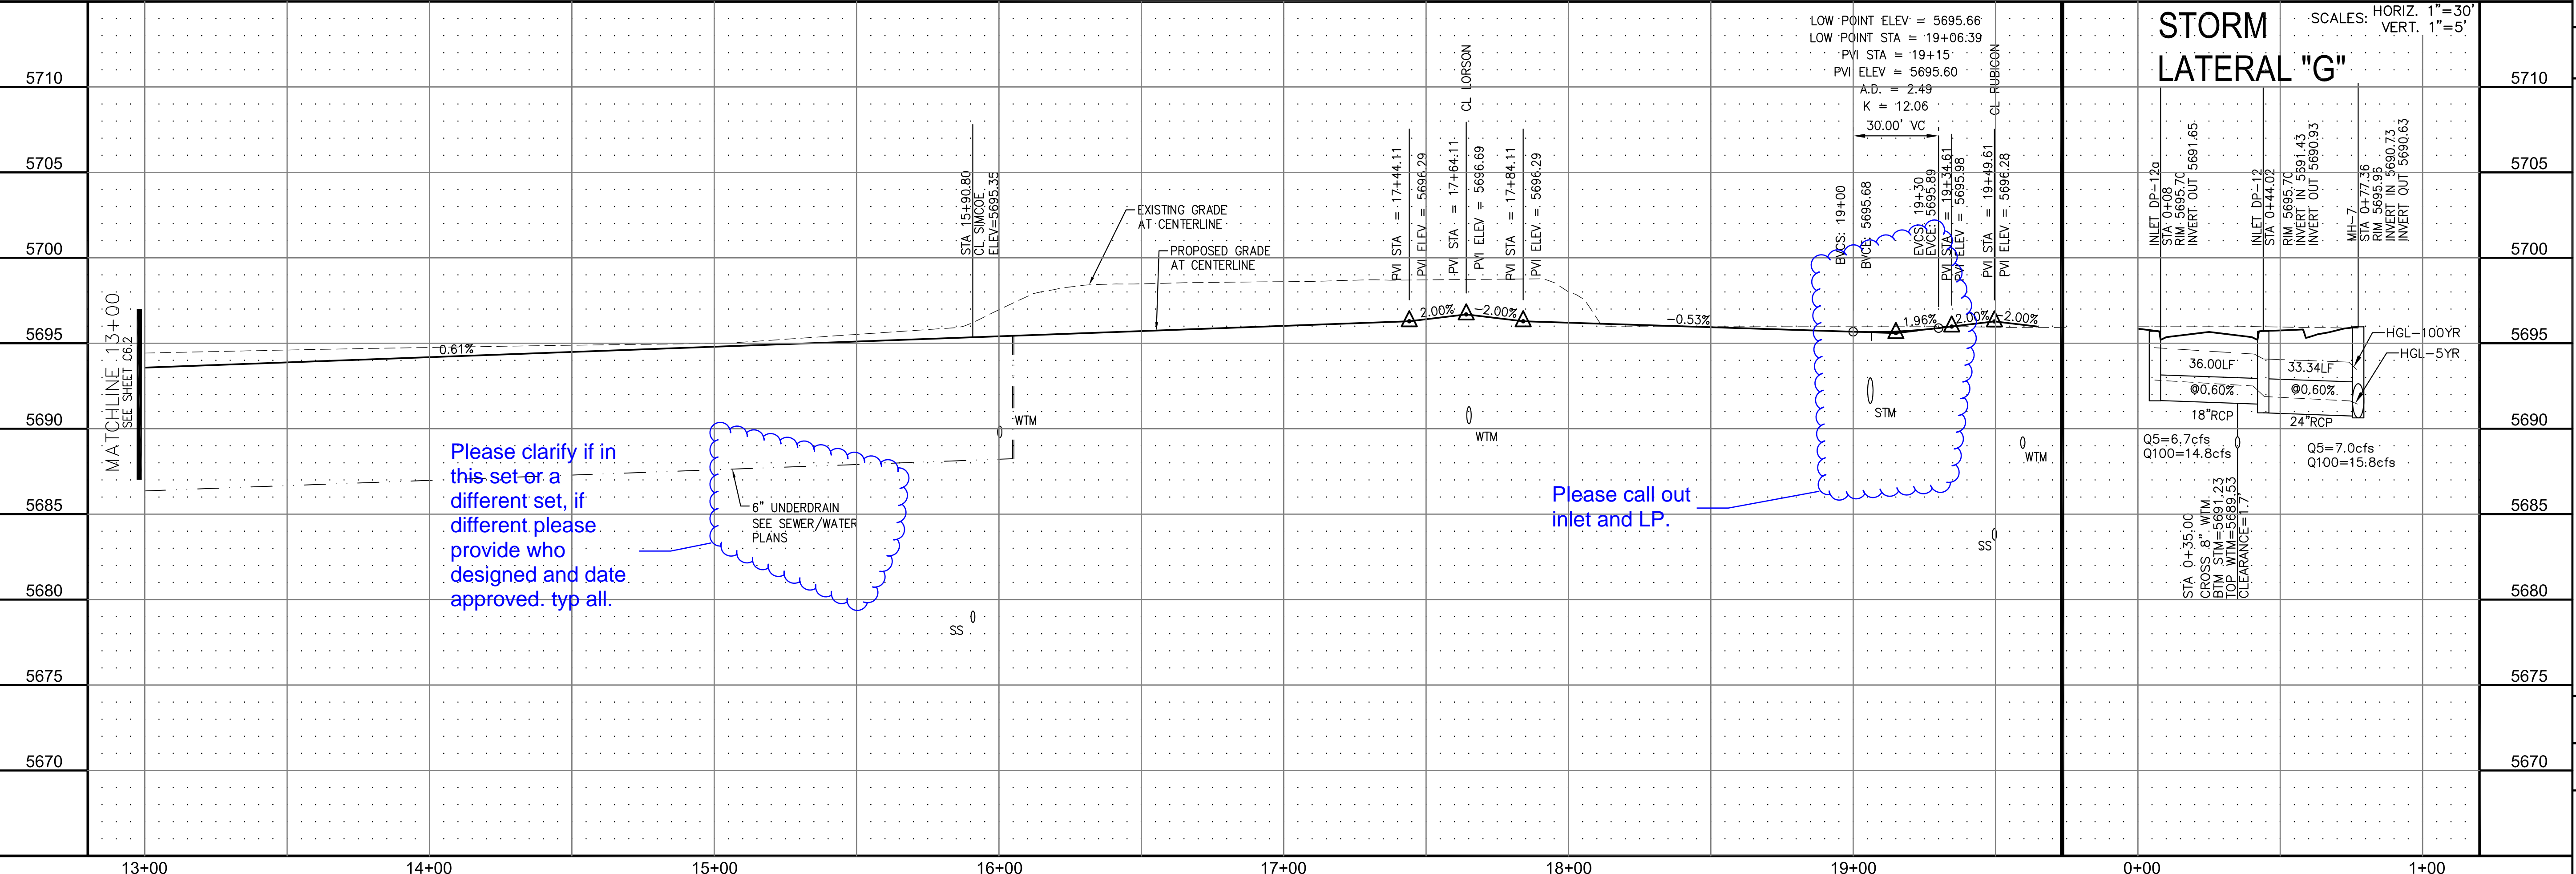 STORM
LATERAL "G"
SCALES: HORIZ. 1"=30'
VERT. 1"=5'
LOW POINT ELEV = 5695.66
LOW POINT STA = 19+06.39
PVI STA = 19+15
PVI ELEV = 5695.60
A.D. = 2.49
K = 12.06
30.00' VC
BVCS: 19+00
BVCE: 5695.68
EVCS: 19+30
EVCE: 5695.89
PVI STA = 19+34.61
PVI ELEV = 5695.98
CL RUBICON
PVI STA = 19+49.61
PVI ELEV = 5696.28
CL LORSON
PVI STA = 17+44.11
PVI ELEV = 5696.29
PVI STA = 17+64.11
PVI ELEV = 5696.69
PVI STA = 17+84.11
PVI ELEV = 5696.29
STA 15+90.80
CL SIMCOE
ELEV=5695.35
EXISTING GRADE
AT CENTERLINE
PROPOSED GRADE
AT CENTERLINE
MATCHLINE 13+00
SEE SHEET C6.2
0.61%
2.00%
-2.00%
-0.53%
1.96%
2.00%
-2.00%
WTM
WTM
STM
WTM
SS
SS
6" UNDERDRAIN
SEE SEWER/WATER
PLANS
Please clarify if in
this set or a
different set, if
different please
provide who
designed and date
approved. typ all.
Please call out
inlet and LP.
INLET DP-12a
STA 0+08
RIM 5695.70
INVERT OUT 5691.65
INLET DP-12
STA 0+44.02
RIM 5695.70
INVERT IN 5691.43
INVERT OUT 5690.93
MH-7
STA 0+77.36
RIM 5695.96
INVERT IN 5690.73
INVERT OUT 5690.63
HGL-100YR
HGL-5YR
36.00LF
@0.60%
18"RCP
33.34LF
@0.60%
24"RCP
Q5=6.7cfs
Q100=14.8cfs
Q5=7.0cfs
Q100=15.8cfs
STA 0+35.00
CROSS 8" WTM
BTM STM=5691.23
TOP WTM=5689.53
CLEARANCE=1.7'
5710
5705
5700
5695
5690
5685
5680
5675
5670
5710
5705
5700
5695
5690
5685
5680
5675
5670
13+00
14+00
15+00
16+00
17+00
18+00
19+00
0+00
1+00